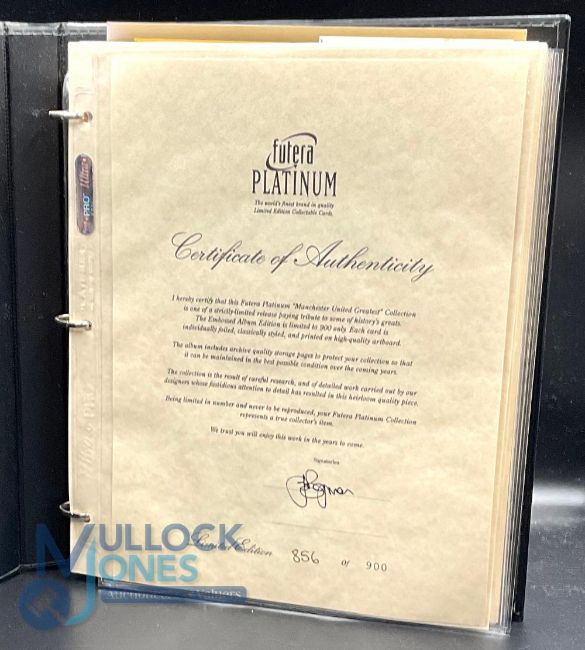 futera
PLATINUM
The world's finest brand in quality
Limited Edition Collectable Cards.
Certificate of Authenticity
I hereby certify that this Futera Platinum "Manchester United Greatest" Collection
is one of a strictly-limited release paying tribute to some of history's greats.
The Embossed Album Edition is limited to 900 only. Each card is
individually foiled, classically styled, and printed on high-quality artboard.
The album includes archive quality storage pages to protect your collection so that
it can be maintained in the best possible condition over the coming years.
The collection is the result of careful research, and of detailed work carried out by our
designers whose fastidious attention to detail has resulted in this heirloom quality piece.
Being limited in number and never to be reproduced, your Futera Platinum Collection
represents a true collector's item.
We trust you will enjoy this work in the years to come.
Signatories
Limited Edition 856 of 900
PRO
MULLOCK
JONES
AUCTIONEERS & Valuers